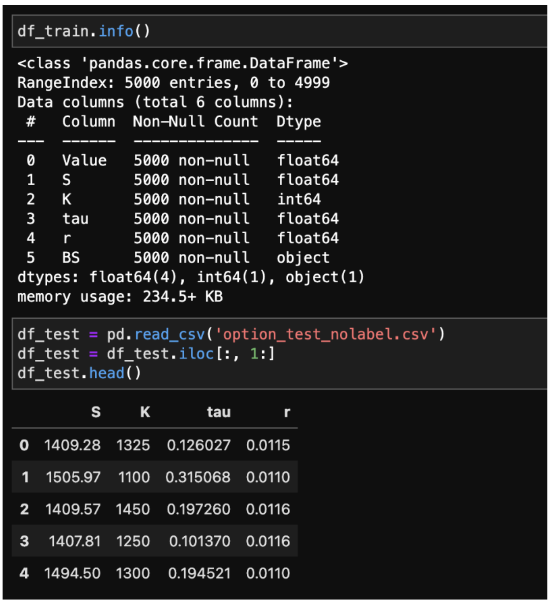 df_train.info()
<class 'pandas.core.frame.DataFrame'>
RangeIndex: 5000 entries, 0 to 4999
Data columns (total 6 columns):
#   Column  Non-Null Count  Dtype
---  ------  --------------  -----
0   Value   5000 non-null   float64
1   S       5000 non-null   float64
2   K       5000 non-null   int64
3   tau     5000 non-null   float64
4   r       5000 non-null   float64
5   BS      5000 non-null   object
dtypes: float64(4), int64(1), object(1)
memory usage: 234.5+ KB
df_test = pd.read_csv('option_test_nolabel.csv')
df_test = df_test.iloc[:, 1:]
df_test.head()
S K tau r
0 1409.28 1325 0.126027 0.0115
1 1505.97 1100 0.315068 0.0110
2 1409.57 1450 0.197260 0.0116
3 1407.81 1250 0.101370 0.0116
4 1494.50 1300 0.194521 0.0110